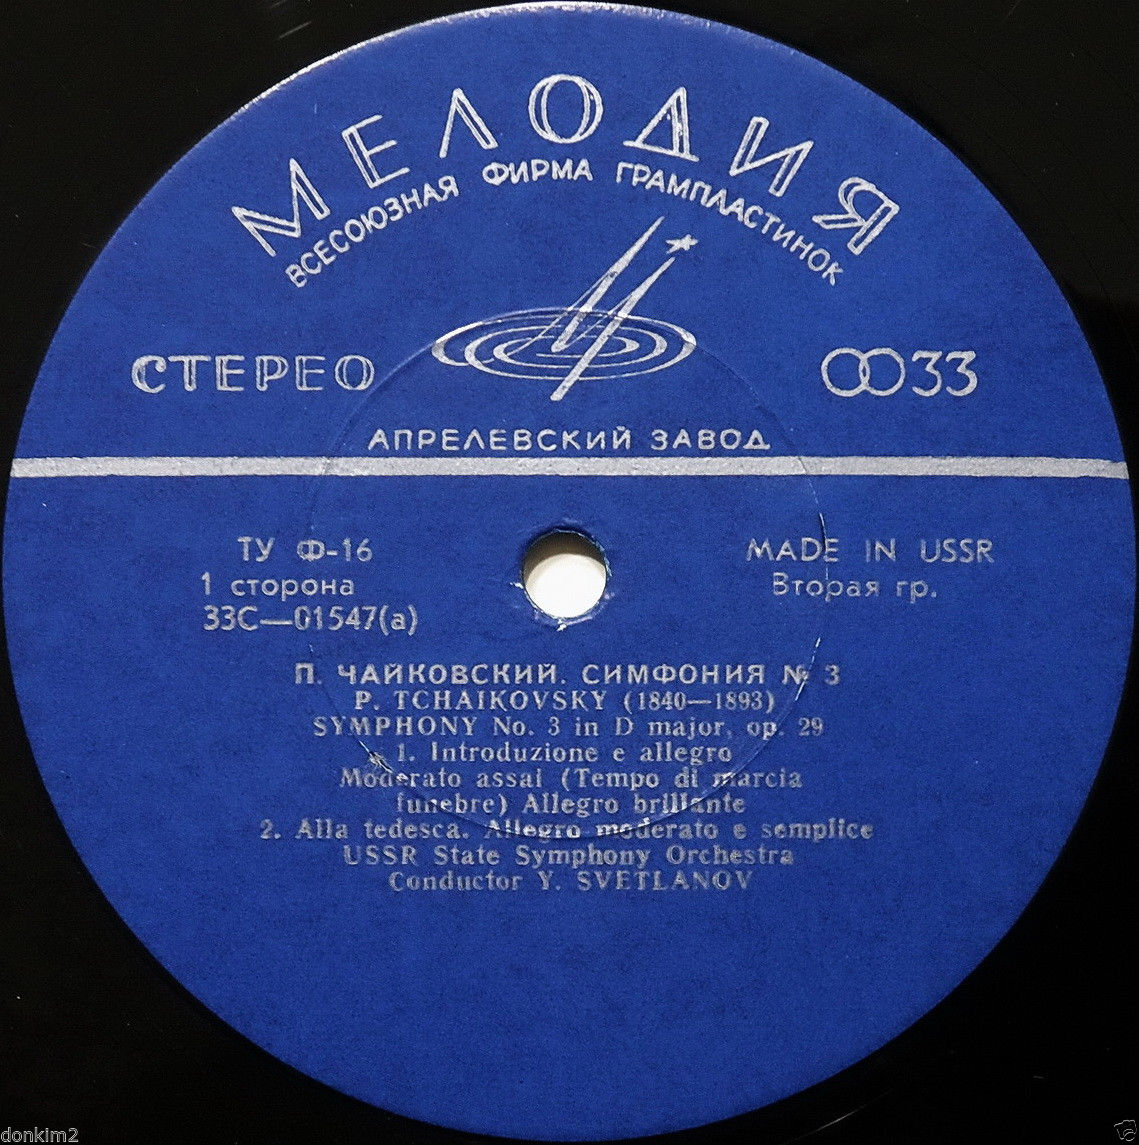 МЕЛОДИЯ
ВСЕСОЮЗНАЯ ФИРМА ГРАМПЛАСТИНОК
СТЕРЕО
33
АПРЕЛЕВСКИЙ ЗАВОД
ТУ Ф-16
MADE IN USSR
1 сторона
Вторая гр.
33С—01547(а)
П. ЧАЙКОВСКИЙ. СИМФОНИЯ № 3
P. TCHAIKOVSKY (1840—1893)
SYMPHONY No. 3 in D major, op. 29
1. Introduzione e allegro
Moderato assai (Tempo di marcia
funebre) Allegro brillante
2. Alla tedesca. Allegro moderato e semplice
USSR State Symphony Orchestra
Conductor Y. SVETLANOV
donkim2